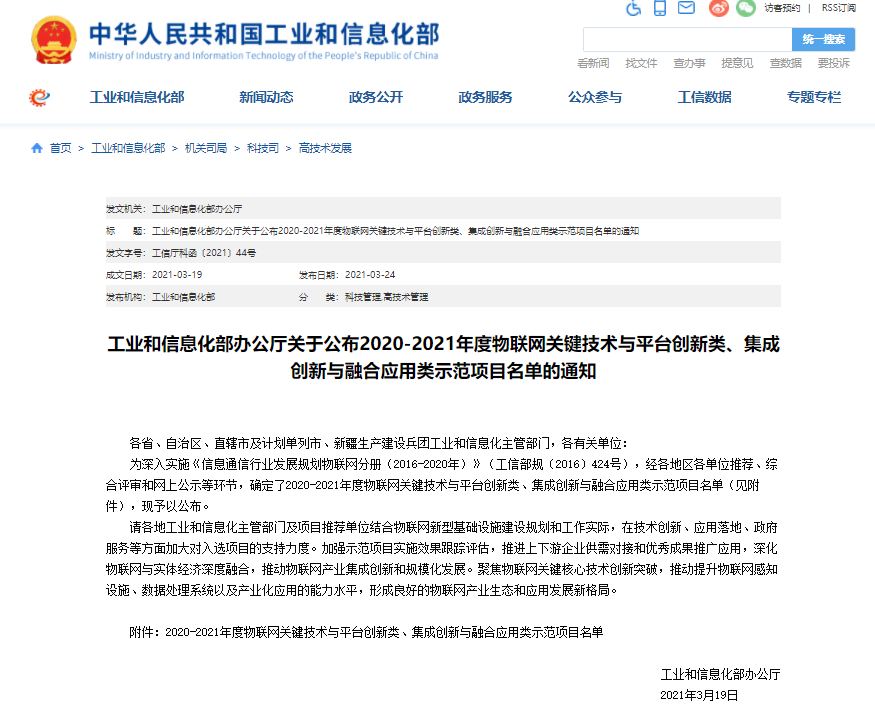 访客预约 | RSS订阅
中华人民共和国工业和信息化部
Ministry of Industry and Information Technology of the People's Republic of China
统一搜索
看新闻 找文件 查办事 提意见 查数据 要投诉
工业和信息化部 新闻动态 政务公开 政务服务 公众参与 工信数据 专题专栏
首页 > 工业和信息化部 > 机关司局 > 科技司 > 高技术发展
发文机关：工业和信息化部办公厅
标 题：工业和信息化部办公厅关于公布2020-2021年度物联网关键技术与平台创新类、集成创新与融合应用类示范项目名单的通知
发文字号：工信厅科函〔2021〕44号
成文日期：2021-03-19 发布日期：2021-03-24
发布机构：工业和信息化部 分 类：科技管理,高技术管理
工业和信息化部办公厅关于公布2020-2021年度物联网关键技术与平台创新类、集成
创新与融合应用类示范项目名单的通知
各省、自治区、直辖市及计划单列市、新疆生产建设兵团工业和信息化主管部门，各有关单位：
为深入实施《信息通信行业发展规划物联网分册（2016-2020年）》（工信部规〔2016〕424号），经各地区各单位推荐、综
合评审和网上公示等环节，确定了2020-2021年度物联网关键技术与平台创新类、集成创新与融合应用类示范项目名单（见附
件），现予以公布。
请各地工业和信息化主管部门及项目推荐单位结合物联网新型基础设施建设规划和工作实际，在技术创新、应用落地、政府
服务等方面加大对入选项目的支持力度。加强示范项目实施效果跟踪评估，推进上下游企业供需对接和优秀成果推广应用，深化
物联网与实体经济深度融合，推动物联网产业集成创新和规模化发展。聚焦物联网关键核心技术创新突破，推动提升物联网感知
设施、数据处理系统以及产业化应用的能力水平，形成良好的物联网产业生态和应用发展新格局。
附件：2020-2021年度物联网关键技术与平台创新类、集成创新与融合应用类示范项目名单
工业和信息化部办公厅
2021年3月19日